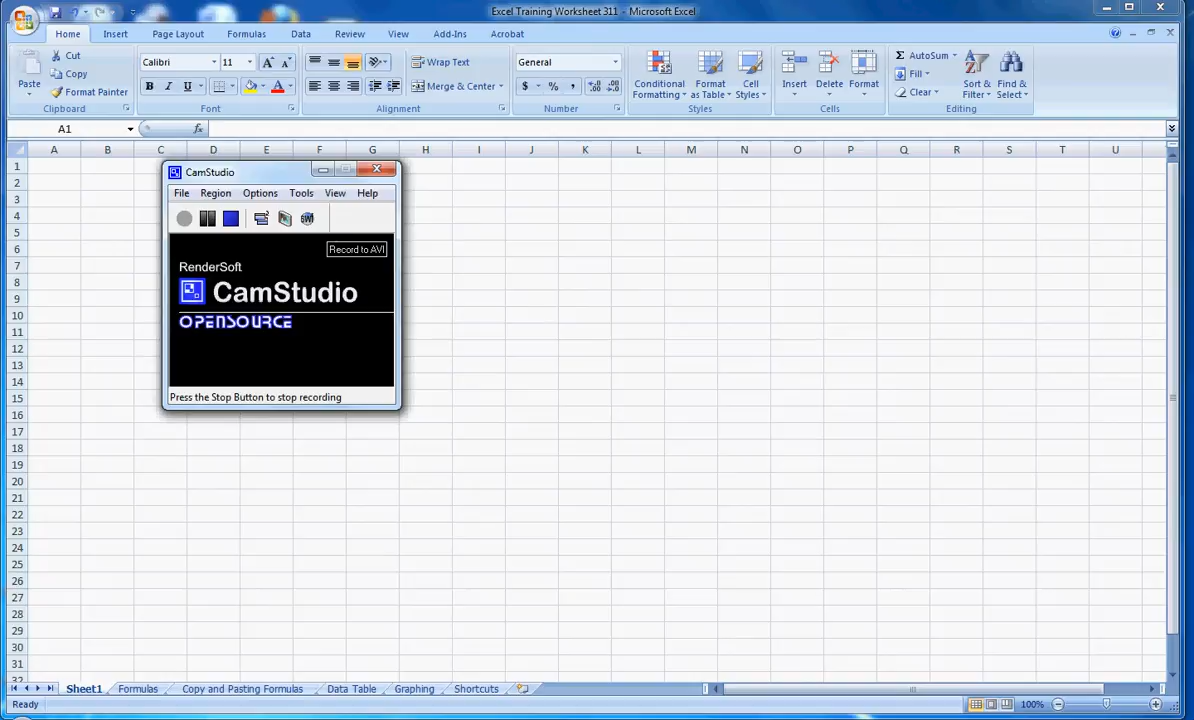 Excel Training Worksheet 311 - Microsoft Excel
Home Insert Page Layout Formulas Data Review View Add-Ins Acrobat
Paste
Cut
Copy
Format Painter
Clipboard
Calibri 11
B I U
Font
Wrap Text
Merge & Center
Alignment
General
$ % ,
Number
Conditional Formatting
Format as Table
Cell Styles
Styles
Insert Delete Format
Cells
Σ AutoSum
Fill
Clear
Sort & Filter
Find & Select
Editing
A1 fx
A B C D E F G H I J K L M N O P Q R S T U
1
2
3
4
5
6
7
8
9
10
11
12
13
14
15
16
17
18
19
20
21
22
23
24
25
26
27
28
29
30
31
32
CamStudio
File Region Options Tools View Help
SWF
Record to AVI
RenderSoft
CamStudio
OPENSOURCE
Press the Stop Button to stop recording
Sheet1 Formulas Copy and Pasting Formulas Data Table Graphing Shortcuts
Ready 100%